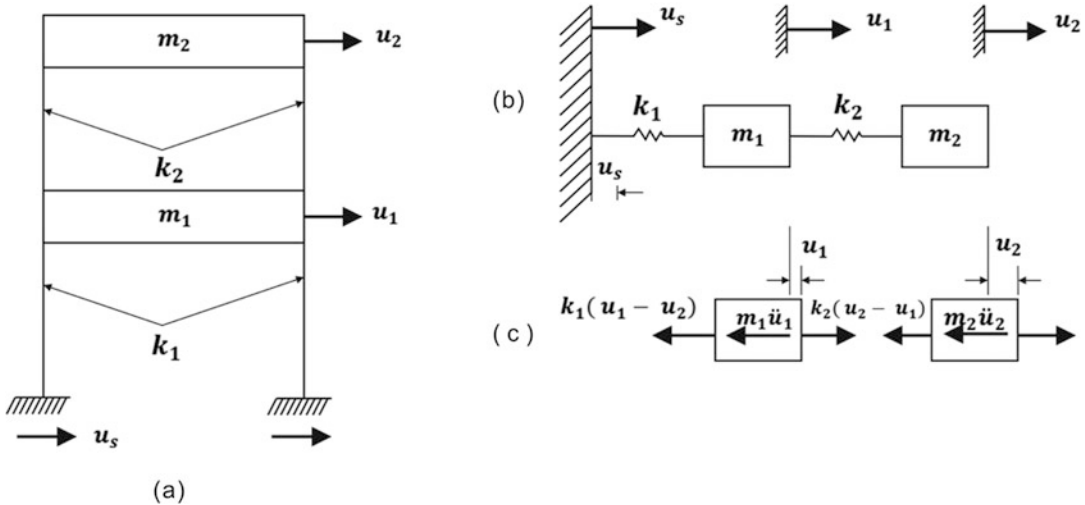 m₂
u₂
k₂
m₁
u₁
k₁
uₛ
(a)
(b)
uₛ
u₁
u₂
k₁
k₂
m₁
m₂
uₛ
(c)
u₁
u₂
k₁(u₁ − u₂)
m₁ü₁
k₂(u₂ − u₁)
m₂ü₂